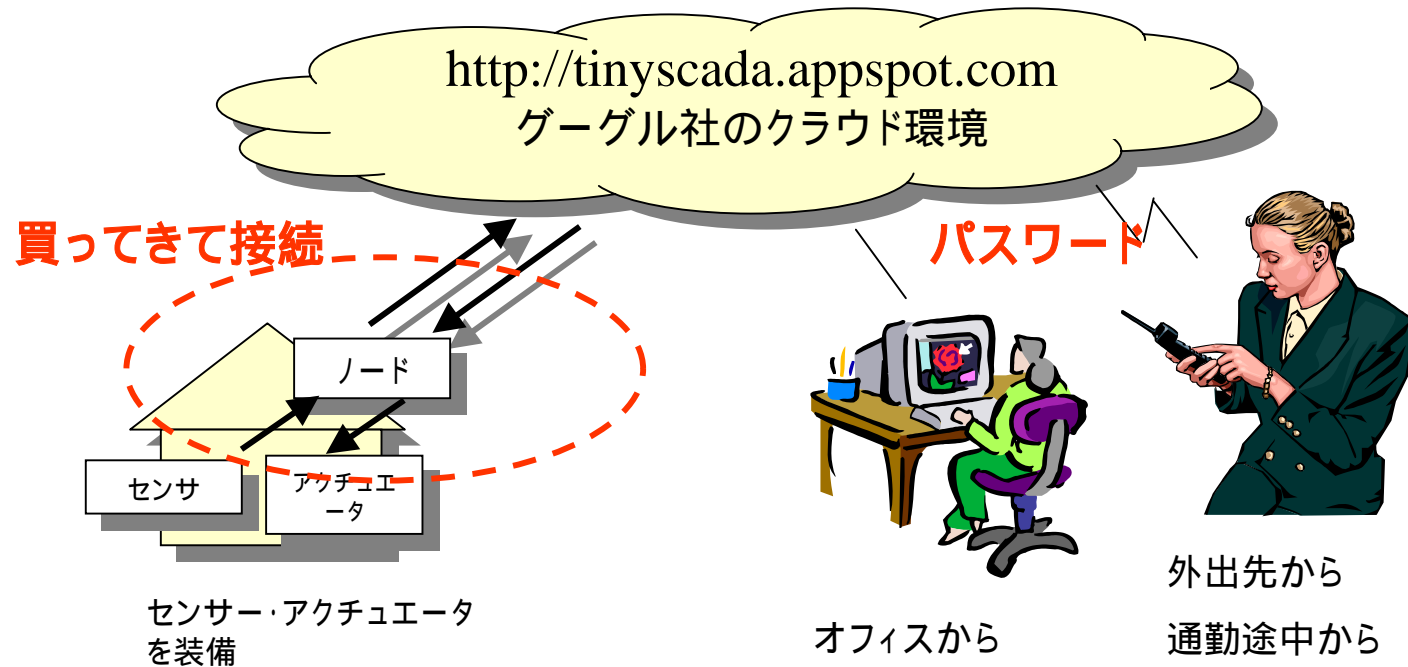 http://tinyscada.appspot.com
グーグル社のクラウド環境
買ってきて接続
パスワード
ノード
センサ
アクチュエ
ータ
センサー・アクチュエータ
を装備
オフィスから
外出先から
通勤途中から